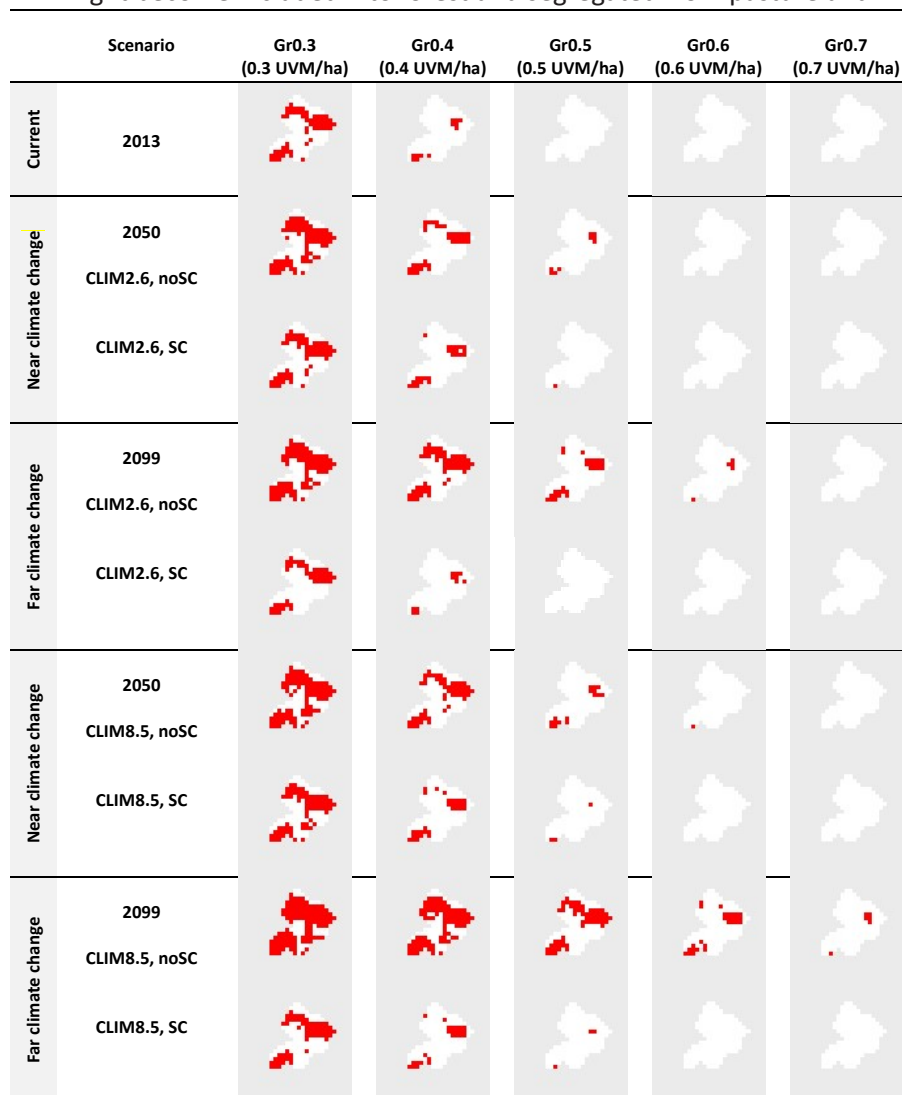 Scenario Gr0.3 Gr0.4 Gr0.5 Gr0.6 Gr0.7
(0.3 UVM/ha) (0.4 UVM/ha) (0.5 UVM/ha) (0.6 UVM/ha) (0.7 UVM/ha)
Current
2013
Near climate change
2050
CLIM2.6, noSC
CLIM2.6, SC
Far climate change
2099
CLIM2.6, noSC
CLIM2.6, SC
Near climate change
2050
CLIM8.5, noSC
CLIM8.5, SC
Far climate change
2099
CLIM8.5, noSC
CLIM8.5, SC